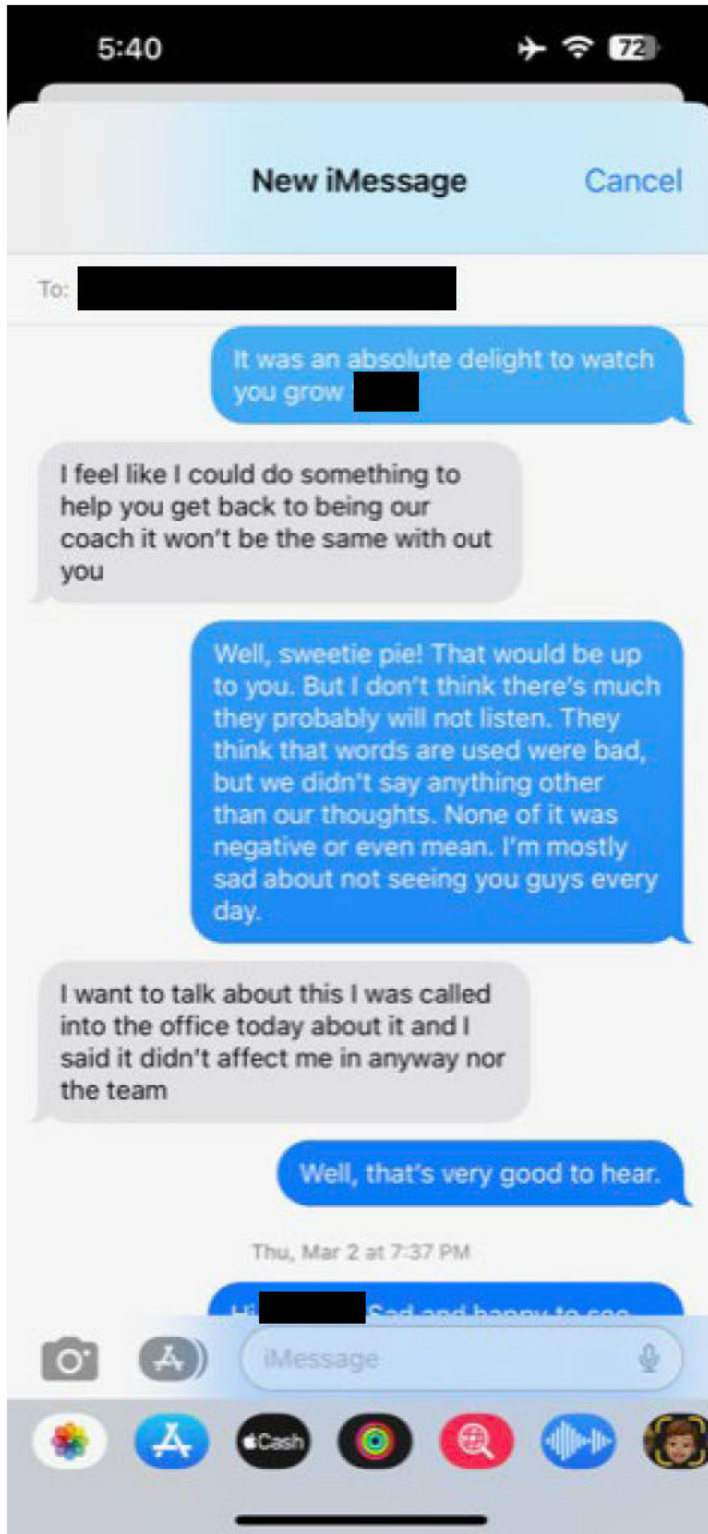 5:40
72
New iMessage
Cancel
To:
It was an absolute delight to watch
you grow
I feel like I could do something to
help you get back to being our
coach it won't be the same with out
you
Well, sweetie pie! That would be up
to you. But I don't think there's much
they probably will not listen. They
think that words are used were bad,
but we didn't say anything other
than our thoughts. None of it was
negative or even mean. I'm mostly
sad about not seeing you guys every
day.
I want to talk about this I was called
into the office today about it and I
said it didn't affect me in anyway nor
the team
Well, that's very good to hear.
Thu, Mar 2 at 7:37 PM
Hi Sad and happy to see
iMessage
Cash